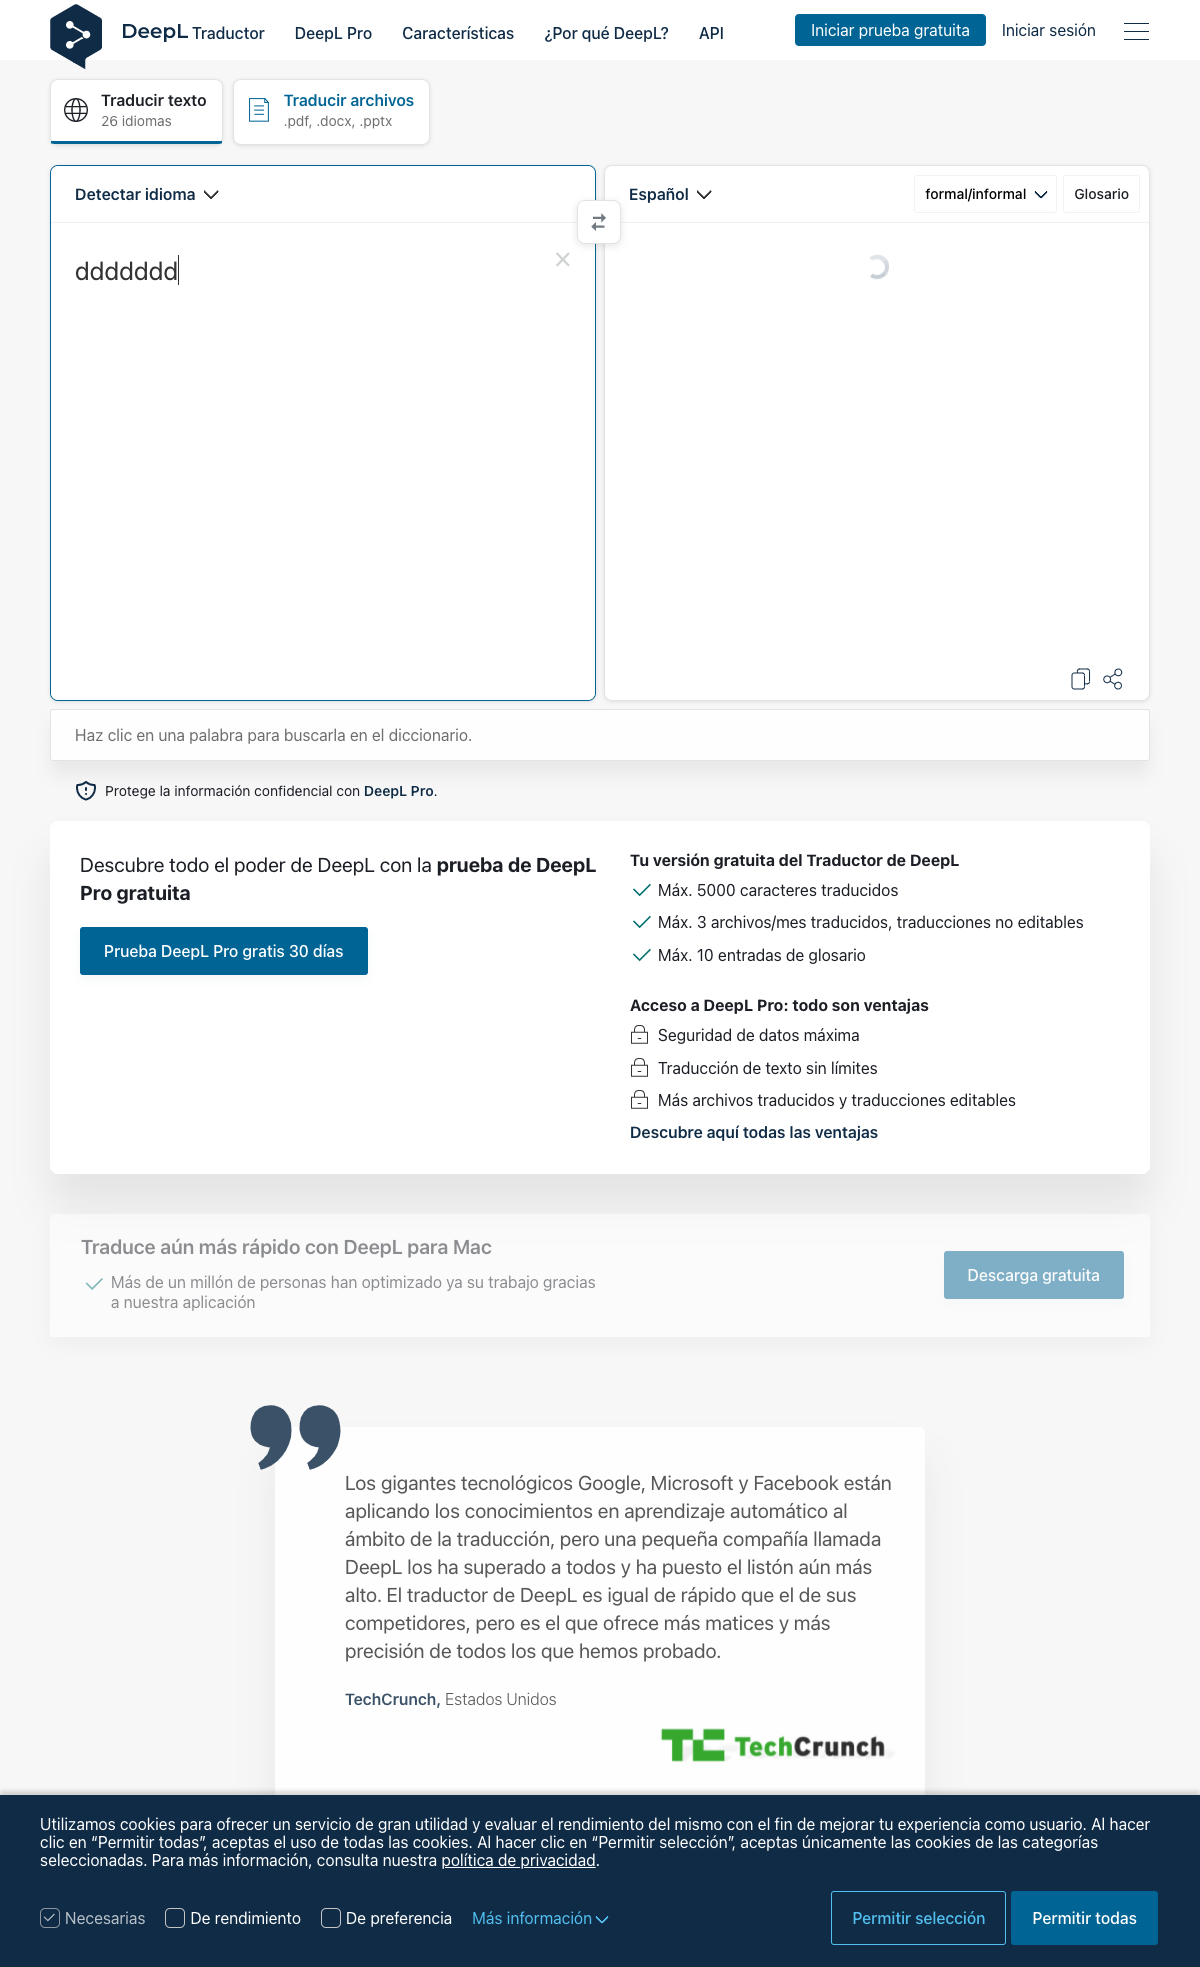 DeepL Traductor
DeepL Pro
Características
¿Por qué DeepL?
API
Iniciar prueba gratuita
Iniciar sesión
Traducir texto
26 idiomas
Traducir archivos
.pdf, .docx, .pptx
Detectar idioma
Español
formal/informal
Glosario
ddddddd
Haz clic en una palabra para buscarla en el diccionario.
Protege la información confidencial con DeepL Pro.
Descubre todo el poder de DeepL con la prueba de DeepL
Pro gratuita
Prueba DeepL Pro gratis 30 días
Tu versión gratuita del Traductor de DeepL
Máx. 5000 caracteres traducidos
Máx. 3 archivos/mes traducidos, traducciones no editables
Máx. 10 entradas de glosario
Acceso a DeepL Pro: todo son ventajas
Seguridad de datos máxima
Traducción de texto sin límites
Más archivos traducidos y traducciones editables
Descubre aquí todas las ventajas
Traduce aún más rápido con DeepL para Mac
Más de un millón de personas han optimizado ya su trabajo gracias
a nuestra aplicación
Descarga gratuita
Los gigantes tecnológicos Google, Microsoft y Facebook están
aplicando los conocimientos en aprendizaje automático al
ámbito de la traducción, pero una pequeña compañía llamada
DeepL los ha superado a todos y ha puesto el listón aún más
alto. El traductor de DeepL es igual de rápido que el de sus
competidores, pero es el que ofrece más matices y más
precisión de todos los que hemos probado.
TechCrunch, Estados Unidos
TC TechCrunch
Utilizamos cookies para ofrecer un servicio de gran utilidad y evaluar el rendimiento del mismo con el fin de mejorar tu experiencia como usuario. Al hacer
clic en “Permitir todas”, aceptas el uso de todas las cookies. Al hacer clic en “Permitir selección”, aceptas únicamente las cookies de las categorías
seleccionadas. Para más información, consulta nuestra política de privacidad.
Necesarias
De rendimiento
De preferencia
Más información
Permitir selección
Permitir todas